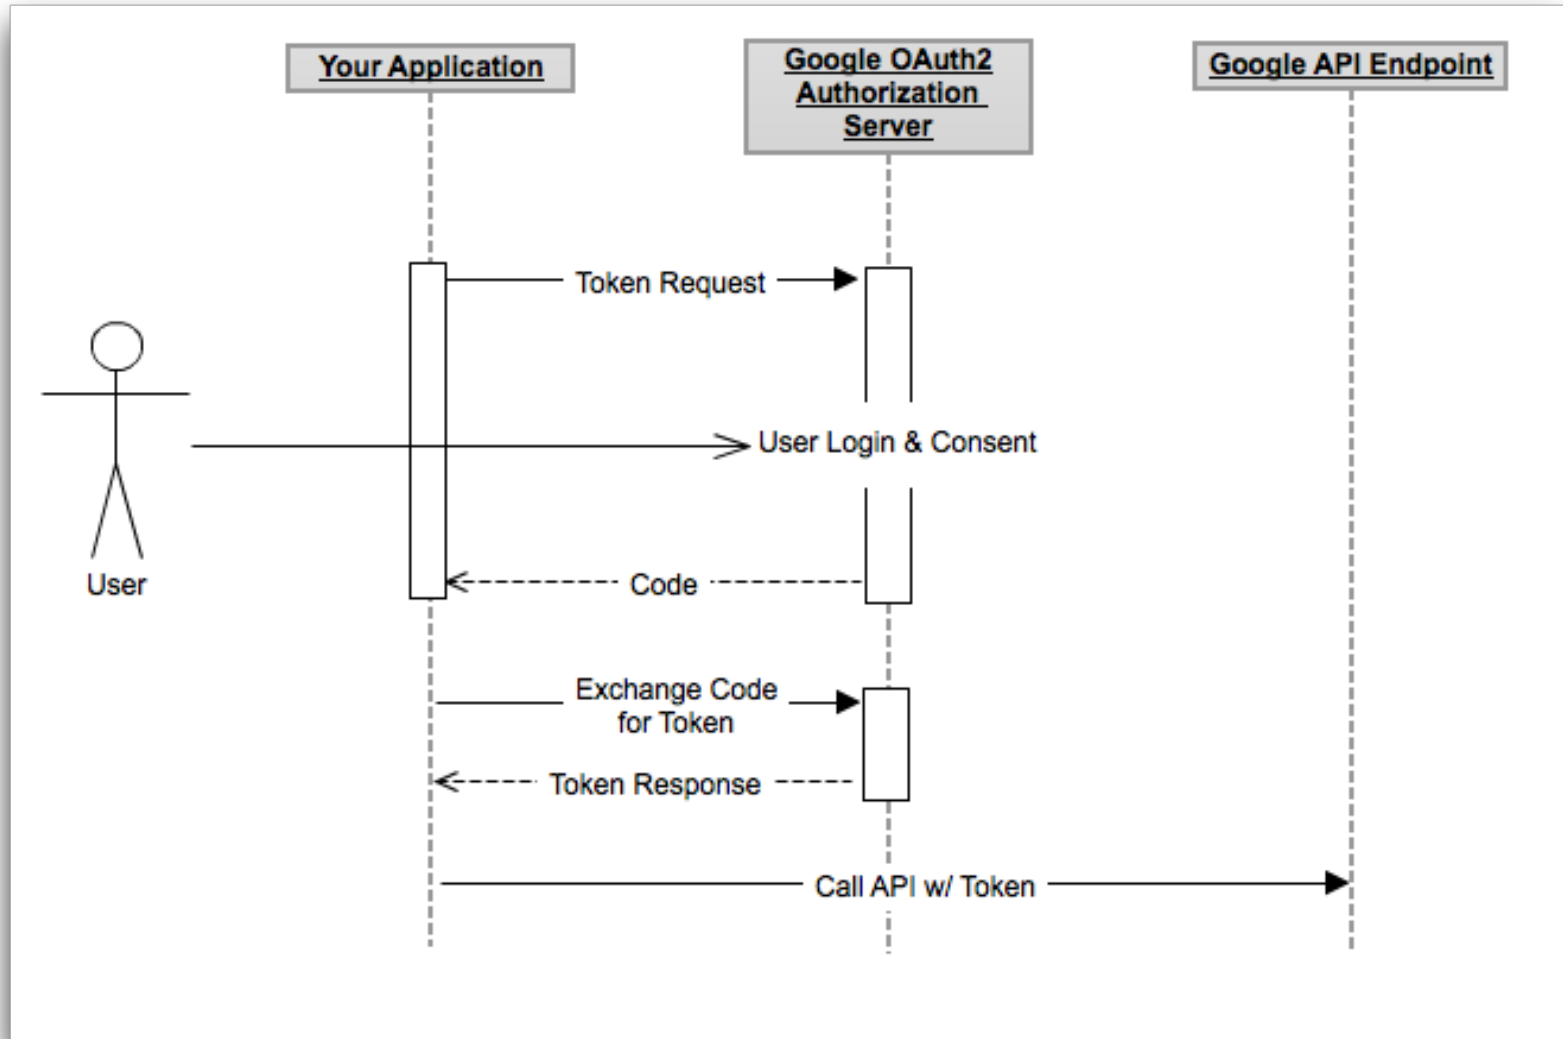 Your Application
Google OAuth2
Authorization
Server
Google API Endpoint
Token Request
User Login & Consent
User
Code
Exchange Code
for Token
Token Response
Call API w/ Token